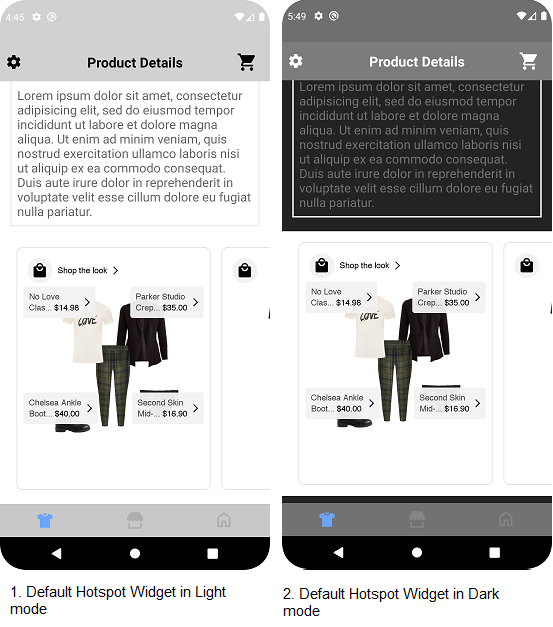 4:45
Product Details
Lorem ipsum dolor sit amet, consectetur
adipisicing elit, sed do eiusmod tempor
incididunt ut labore et dolore magna
aliqua. Ut enim ad minim veniam, quis
nostrud exercitation ullamco laboris nisi
ut aliquip ex ea commodo consequat.
Duis aute irure dolor in reprehenderit in
voluptate velit esse cillum dolore eu fugiat
nulla pariatur.
Shop the look
No Love
Clas... $14.98
Parker Studio
Crep... $35.00
LOVE
Chelsea Ankle
Boot... $40.00
Second Skin
Mid-... $16.90
1. Default Hotspot Widget in Light
mode
5:49
Product Details
Lorem ipsum dolor sit amet, consectetur
adipisicing elit, sed do eiusmod tempor
incididunt ut labore et dolore magna
aliqua. Ut enim ad minim veniam, quis
nostrud exercitation ullamco laboris nisi
ut aliquip ex ea commodo consequat.
Duis aute irure dolor in reprehenderit in
voluptate velit esse cillum dolore eu fugiat
nulla pariatur.
Shop the look
No Love
Clas... $14.98
Parker Studio
Crep... $35.00
LOVE
Chelsea Ankle
Boot... $40.00
Second Skin
Mid-... $16.90
2. Default Hotspot Widget in Dark
mode